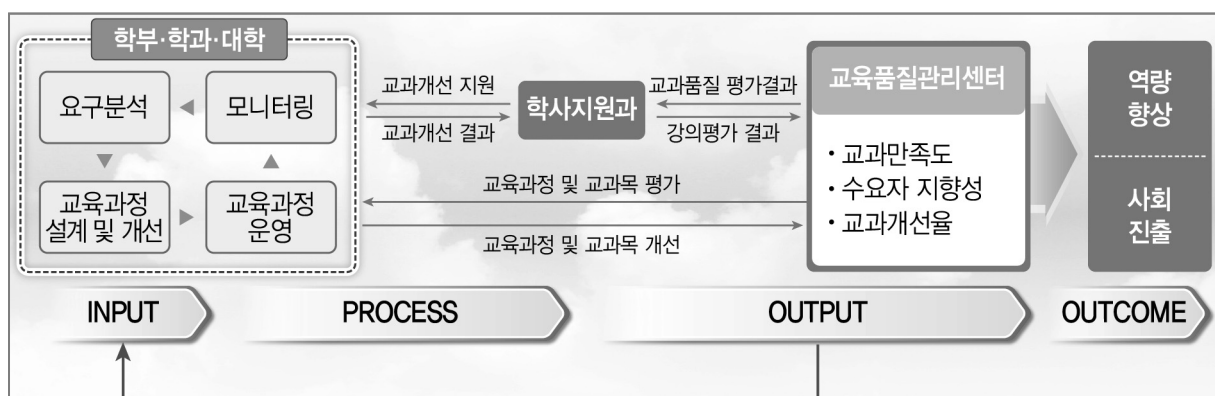 학부·학과·대학
요구분석
모니터링
교육과정
설계 및 개선
교육과정
운영
교과개선 지원
교과개선 결과
학사지원과
교과품질 평가결과
강의평가 결과
교육과정 및 교과목 평가
교육과정 및 교과목 개선
교육품질관리센터
• 교과만족도
• 수요자 지향성
• 교과개선율
역량
향상
사회
진출
INPUT
PROCESS
OUTPUT
OUTCOME